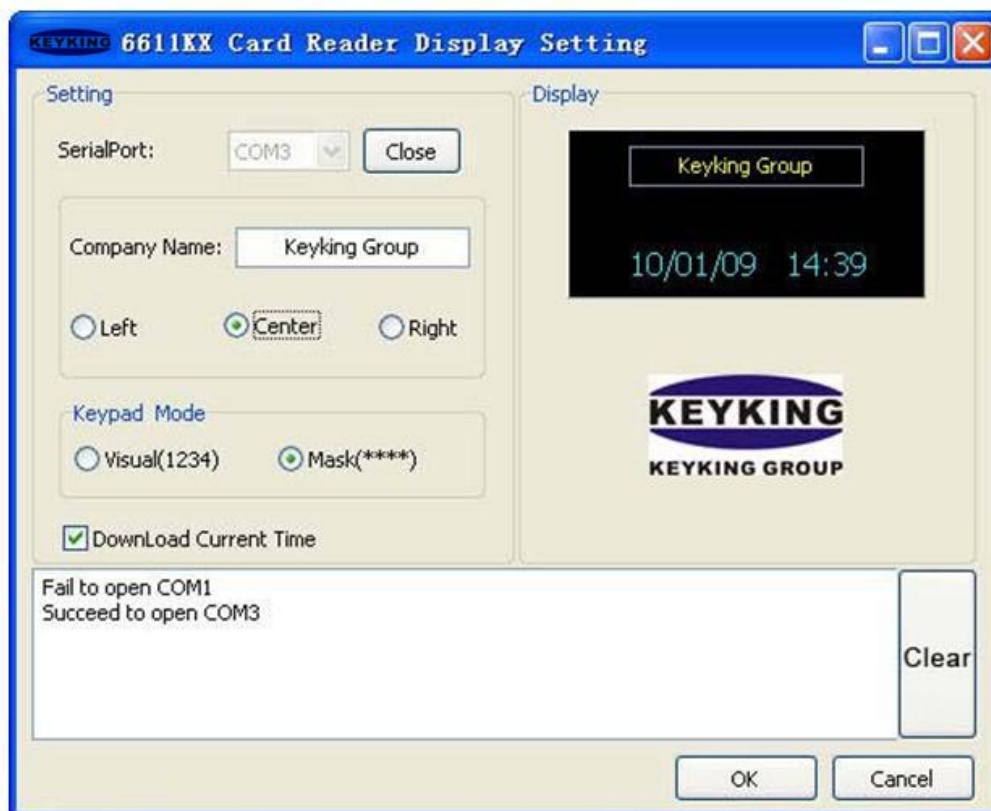 KEYKING 6611KX Card Reader Display Setting
Setting
SerialPort: COM3 Close
Company Name: Keyking Group
Left Center Right
Keypad Mode
Visual(1234) Mask(****)
DownLoad Current Time
Display
Keyking Group
10/01/09 14:39
KEYKING
KEYKING GROUP
Fail to open COM1
Succeed to open COM3
Clear
OK Cancel